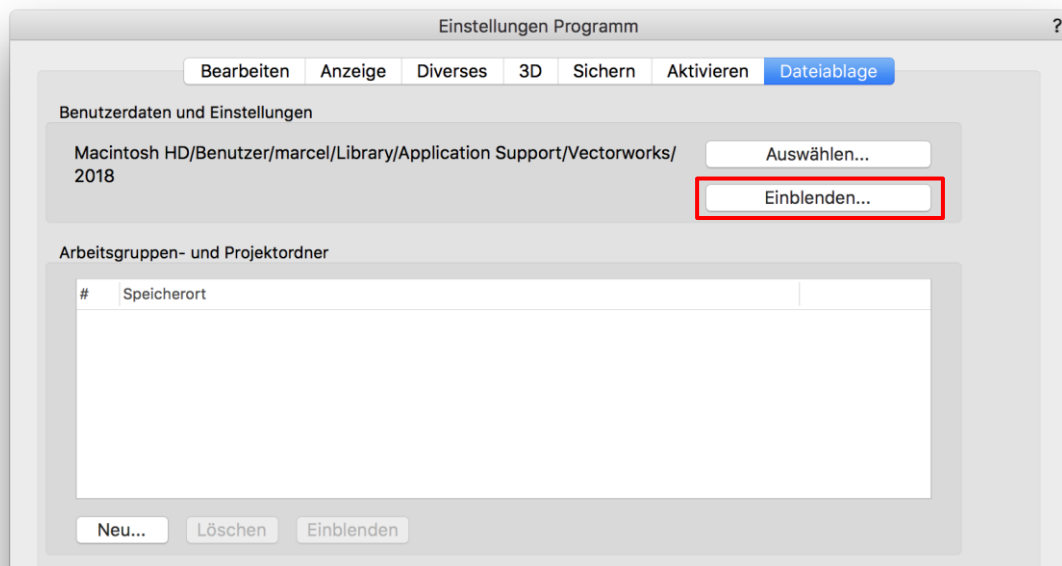 Einstellungen Programm
?
Bearbeiten Anzeige Diverses 3D Sichern Aktivieren Dateiablage
Benutzerdaten und Einstellungen
Macintosh HD/Benutzer/marcel/Library/Application Support/Vectorworks/
2018
Auswählen...
Einblenden...
Arbeitsgruppen- und Projektordner
# Speicherort
Neu... Löschen Einblenden